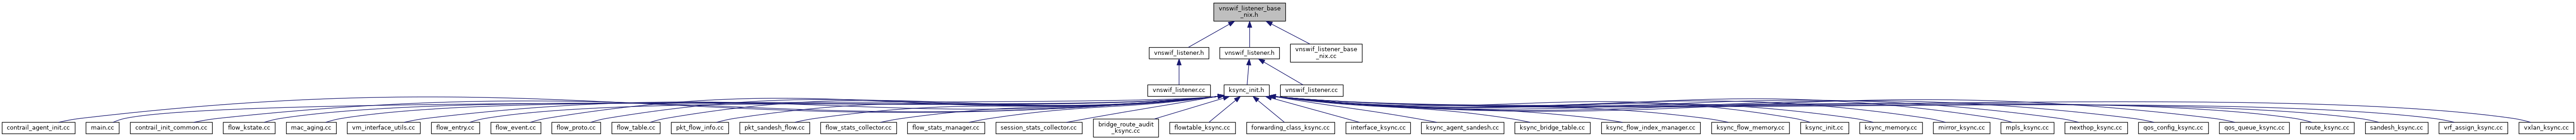 vnswif_listener_base
_nix.h
vnswif_listener.h
vnswif_listener.h
vnswif_listener_base
_nix.cc
vnswif_listener.cc
ksync_init.h
vnswif_listener.cc
contrail_agent_init.cc
main.cc
contrail_init_common.cc
flow_kstate.cc
mac_aging.cc
vm_interface_utils.cc
flow_entry.cc
flow_event.cc
flow_proto.cc
flow_table.cc
pkt_flow_info.cc
pkt_sandesh_flow.cc
flow_stats_collector.cc
flow_stats_manager.cc
session_stats_collector.cc
bridge_route_audit
_ksync.cc
flowtable_ksync.cc
forwarding_class_ksync.cc
interface_ksync.cc
ksync_agent_sandesh.cc
ksync_bridge_table.cc
ksync_flow_index_manager.cc
ksync_flow_memory.cc
ksync_init.cc
ksync_memory.cc
mirror_ksync.cc
mpls_ksync.cc
nexthop_ksync.cc
qos_config_ksync.cc
qos_queue_ksync.cc
route_ksync.cc
sandesh_ksync.cc
vrf_assign_ksync.cc
vxlan_ksync.cc